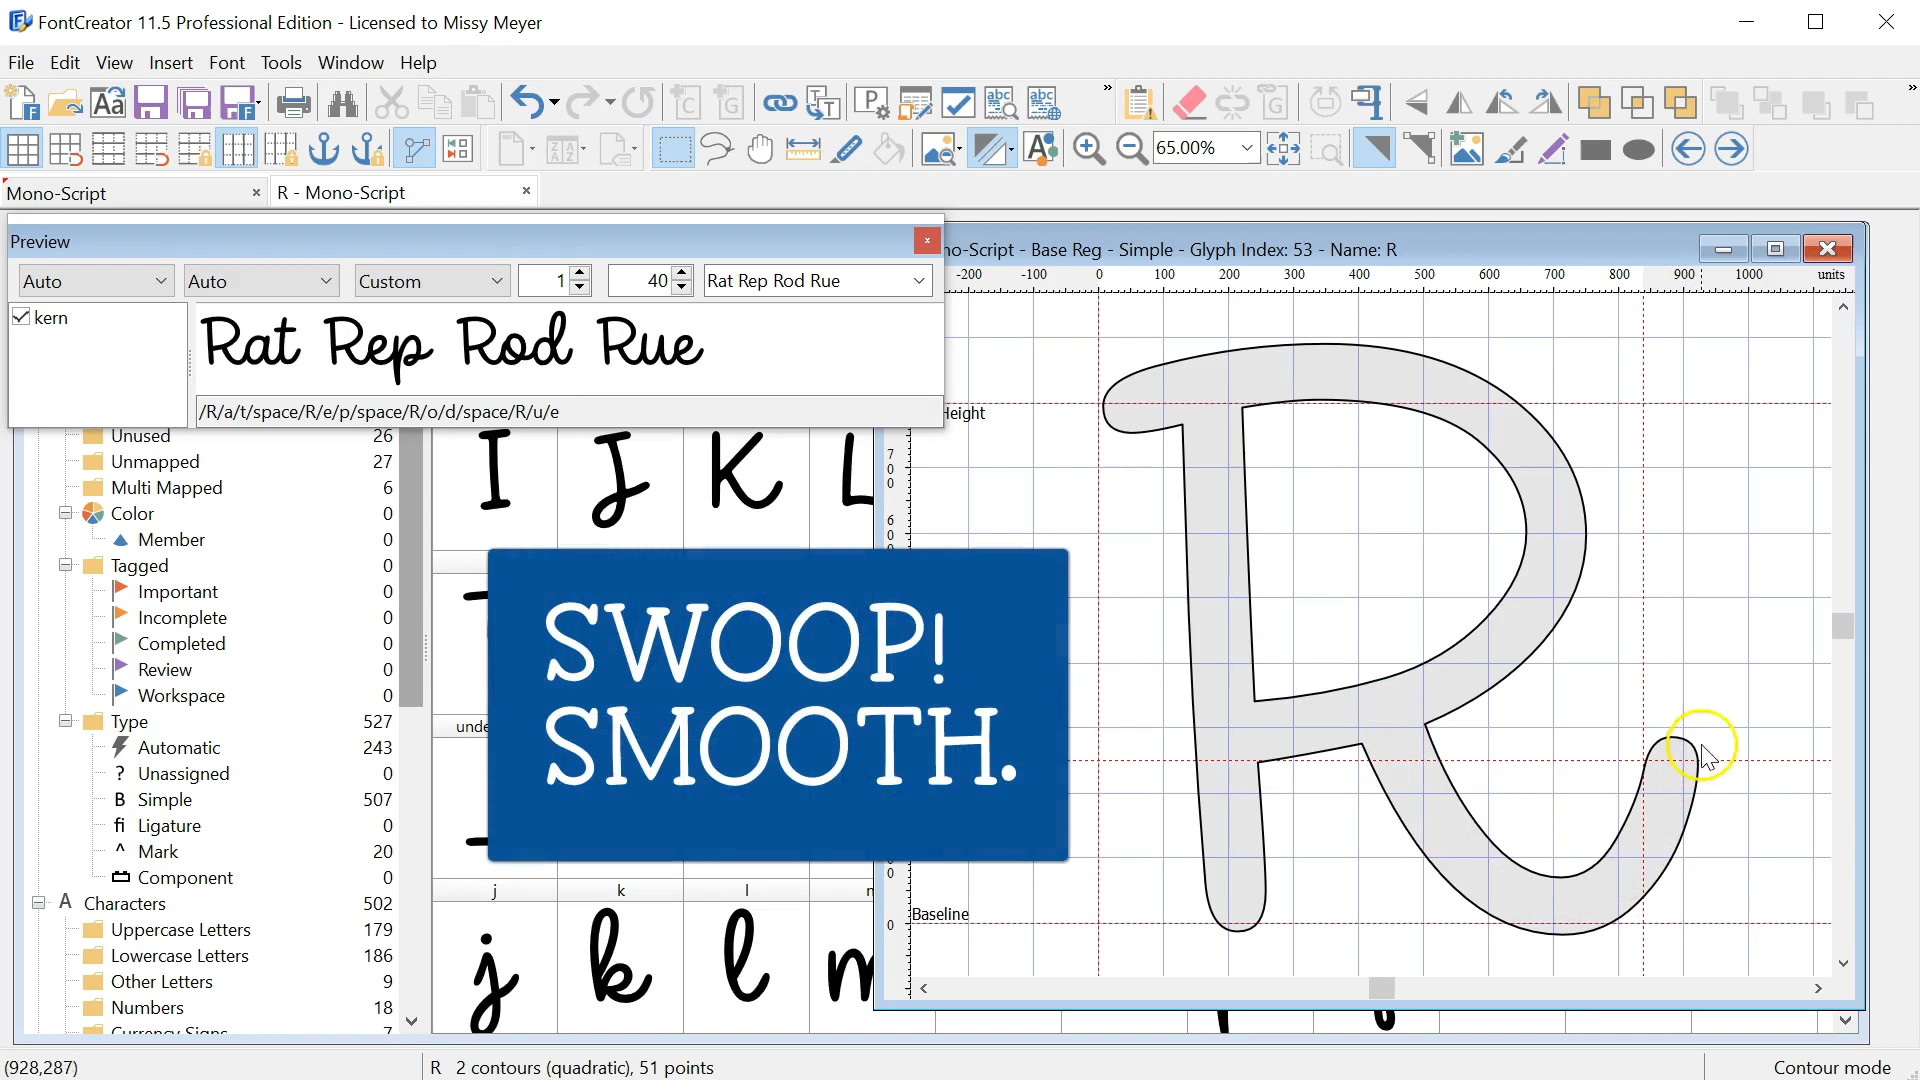 FontCreator 11.5 Professional Edition - Licensed to Missy Meyer
File Edit View Insert Font Tools Window Help
65.00%
Mono-Script
R - Mono-Script
Preview
Auto Auto Custom 1 40 Rat Rep Rod Rue
kern
Rat Rep Rod Rue
/R/a/t/space/R/e/p/space/R/o/d/space/R/u/e
no-Script - Base Reg - Simple - Glyph Index: 53 - Name: R
-200 -100 0 100 200 300 400 500 600 700 800 900 1000 units
Height
Baseline
Unused 26
Unmapped 27
Multi Mapped 6
Color 0
Member 0
Tagged 0
Important 0
Incomplete 0
Completed 0
Review 0
Workspace 0
Type 527
Automatic 243
? Unassigned 0
B Simple 507
fi Ligature 0
^ Mark 20
Component 0
A Characters 502
Uppercase Letters 179
Lowercase Letters 186
Other Letters 9
Numbers 18
Currency Signs 7
I J K L
unde
j k l
j k l m
SWOOP!
SMOOTH.
R
(928,287)
R 2 contours (quadratic), 51 points
Contour mode